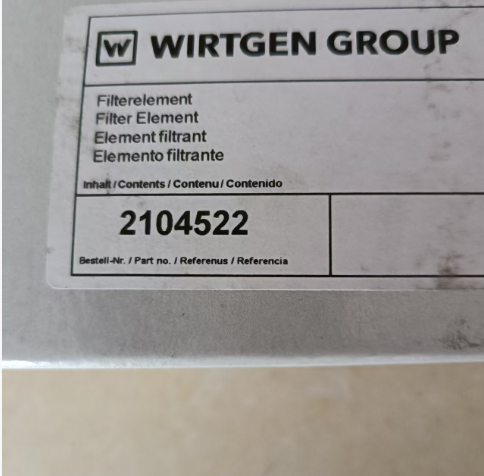 W WIRTGEN GROUP
Filterelement
Filter Element
Element filtrant
Elemento filtrante
Inhalt / Contents / Contenu / Contenido
2104522
Bestell-Nr. / Part no. / Referenus / Referencia